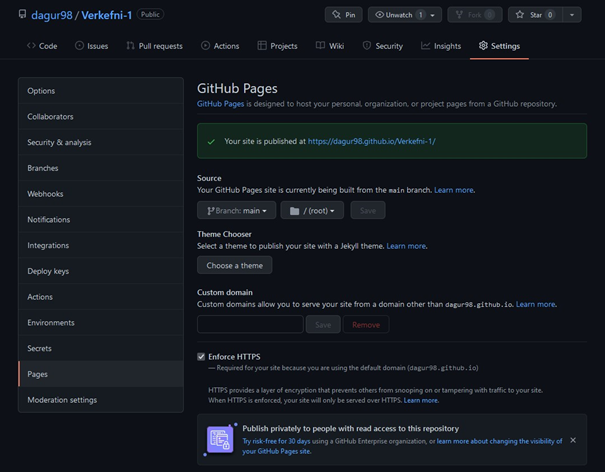 dagur98 / Verkefni-1 Public
Pin
Unwatch 1
Fork 0
Star 0
Code
Issues
Pull requests
Actions
Projects
Wiki
Security
Insights
Settings
Options
Collaborators
Security & analysis
Branches
Webhooks
Notifications
Integrations
Deploy keys
Actions
Environments
Secrets
Pages
Moderation settings
GitHub Pages
GitHub Pages is designed to host your personal, organization, or project pages from a GitHub repository.
Your site is published at https://dagur98.github.io/Verkefni-1/
Source
Your GitHub Pages site is currently being built from the main branch. Learn more.
Branch: main
/ (root)
Save
Theme Chooser
Select a theme to publish your site with a Jekyll theme. Learn more.
Choose a theme
Custom domain
Custom domains allow you to serve your site from a domain other than dagur98.github.io. Learn more.
Save
Remove
Enforce HTTPS
— Required for your site because you are using the default domain (dagur98.github.io)
HTTPS provides a layer of encryption that prevents others from snooping on or tampering with traffic to your site.
When HTTPS is enforced, your site will only be served over HTTPS. Learn more.
Publish privately to people with read access to this repository
Try risk-free for 30 days using a GitHub Enterprise organization, or learn more about changing the visibility
of your GitHub Pages site.